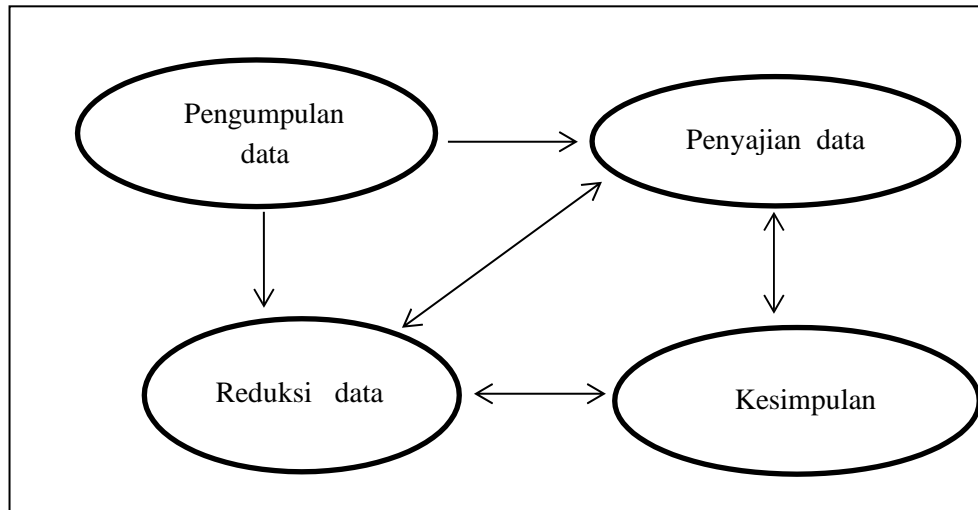 Pengumpulan
data
Penyajian data
Reduksi data
Kesimpulan